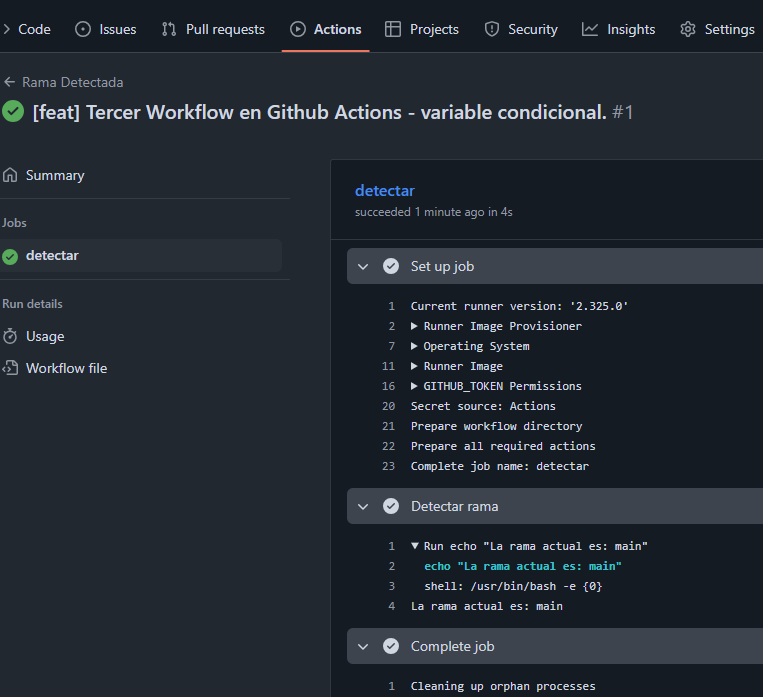 Code Issues Pull requests Actions Projects Security Insights Settings
Rama Detectada
[feat] Tercer Workflow en Github Actions - variable condicional. #1
Summary
Jobs
detectar
Run details
Usage
Workflow file
detectar
succeeded 1 minute ago in 4s
Set up job
1 Current runner version: '2.325.0'
2 Runner Image Provisioner
7 Operating System
11 Runner Image
16 GITHUB_TOKEN Permissions
20 Secret source: Actions
21 Prepare workflow directory
22 Prepare all required actions
23 Complete job name: detectar
Detectar rama
1 Run echo "La rama actual es: main"
2 echo "La rama actual es: main"
3 shell: /usr/bin/bash -e {0}
4 La rama actual es: main
Complete job
1 Cleaning up orphan processes